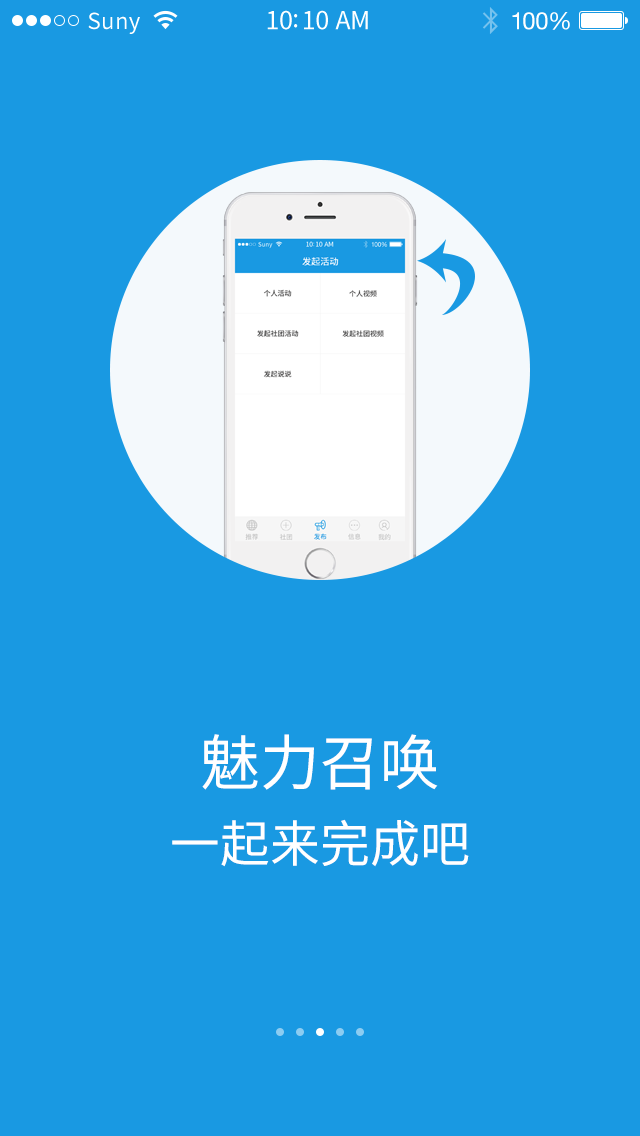 Suny 10:10 AM 100%
Suny 10:10 AM 100%
发起活动
个人活动 个人视频
发起社团活动 发起社团视频
发起说说
推荐 社团 发布 信息 我的
魅力召唤
一起来完成吧